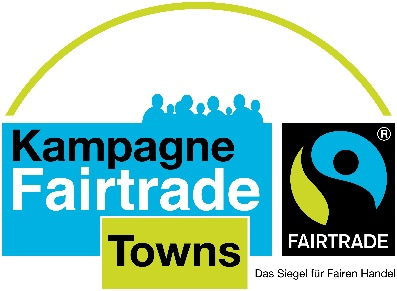 Kampagne
Fairtrade
Towns
®
FAIRTRADE
Das Siegel für Fairen Handel